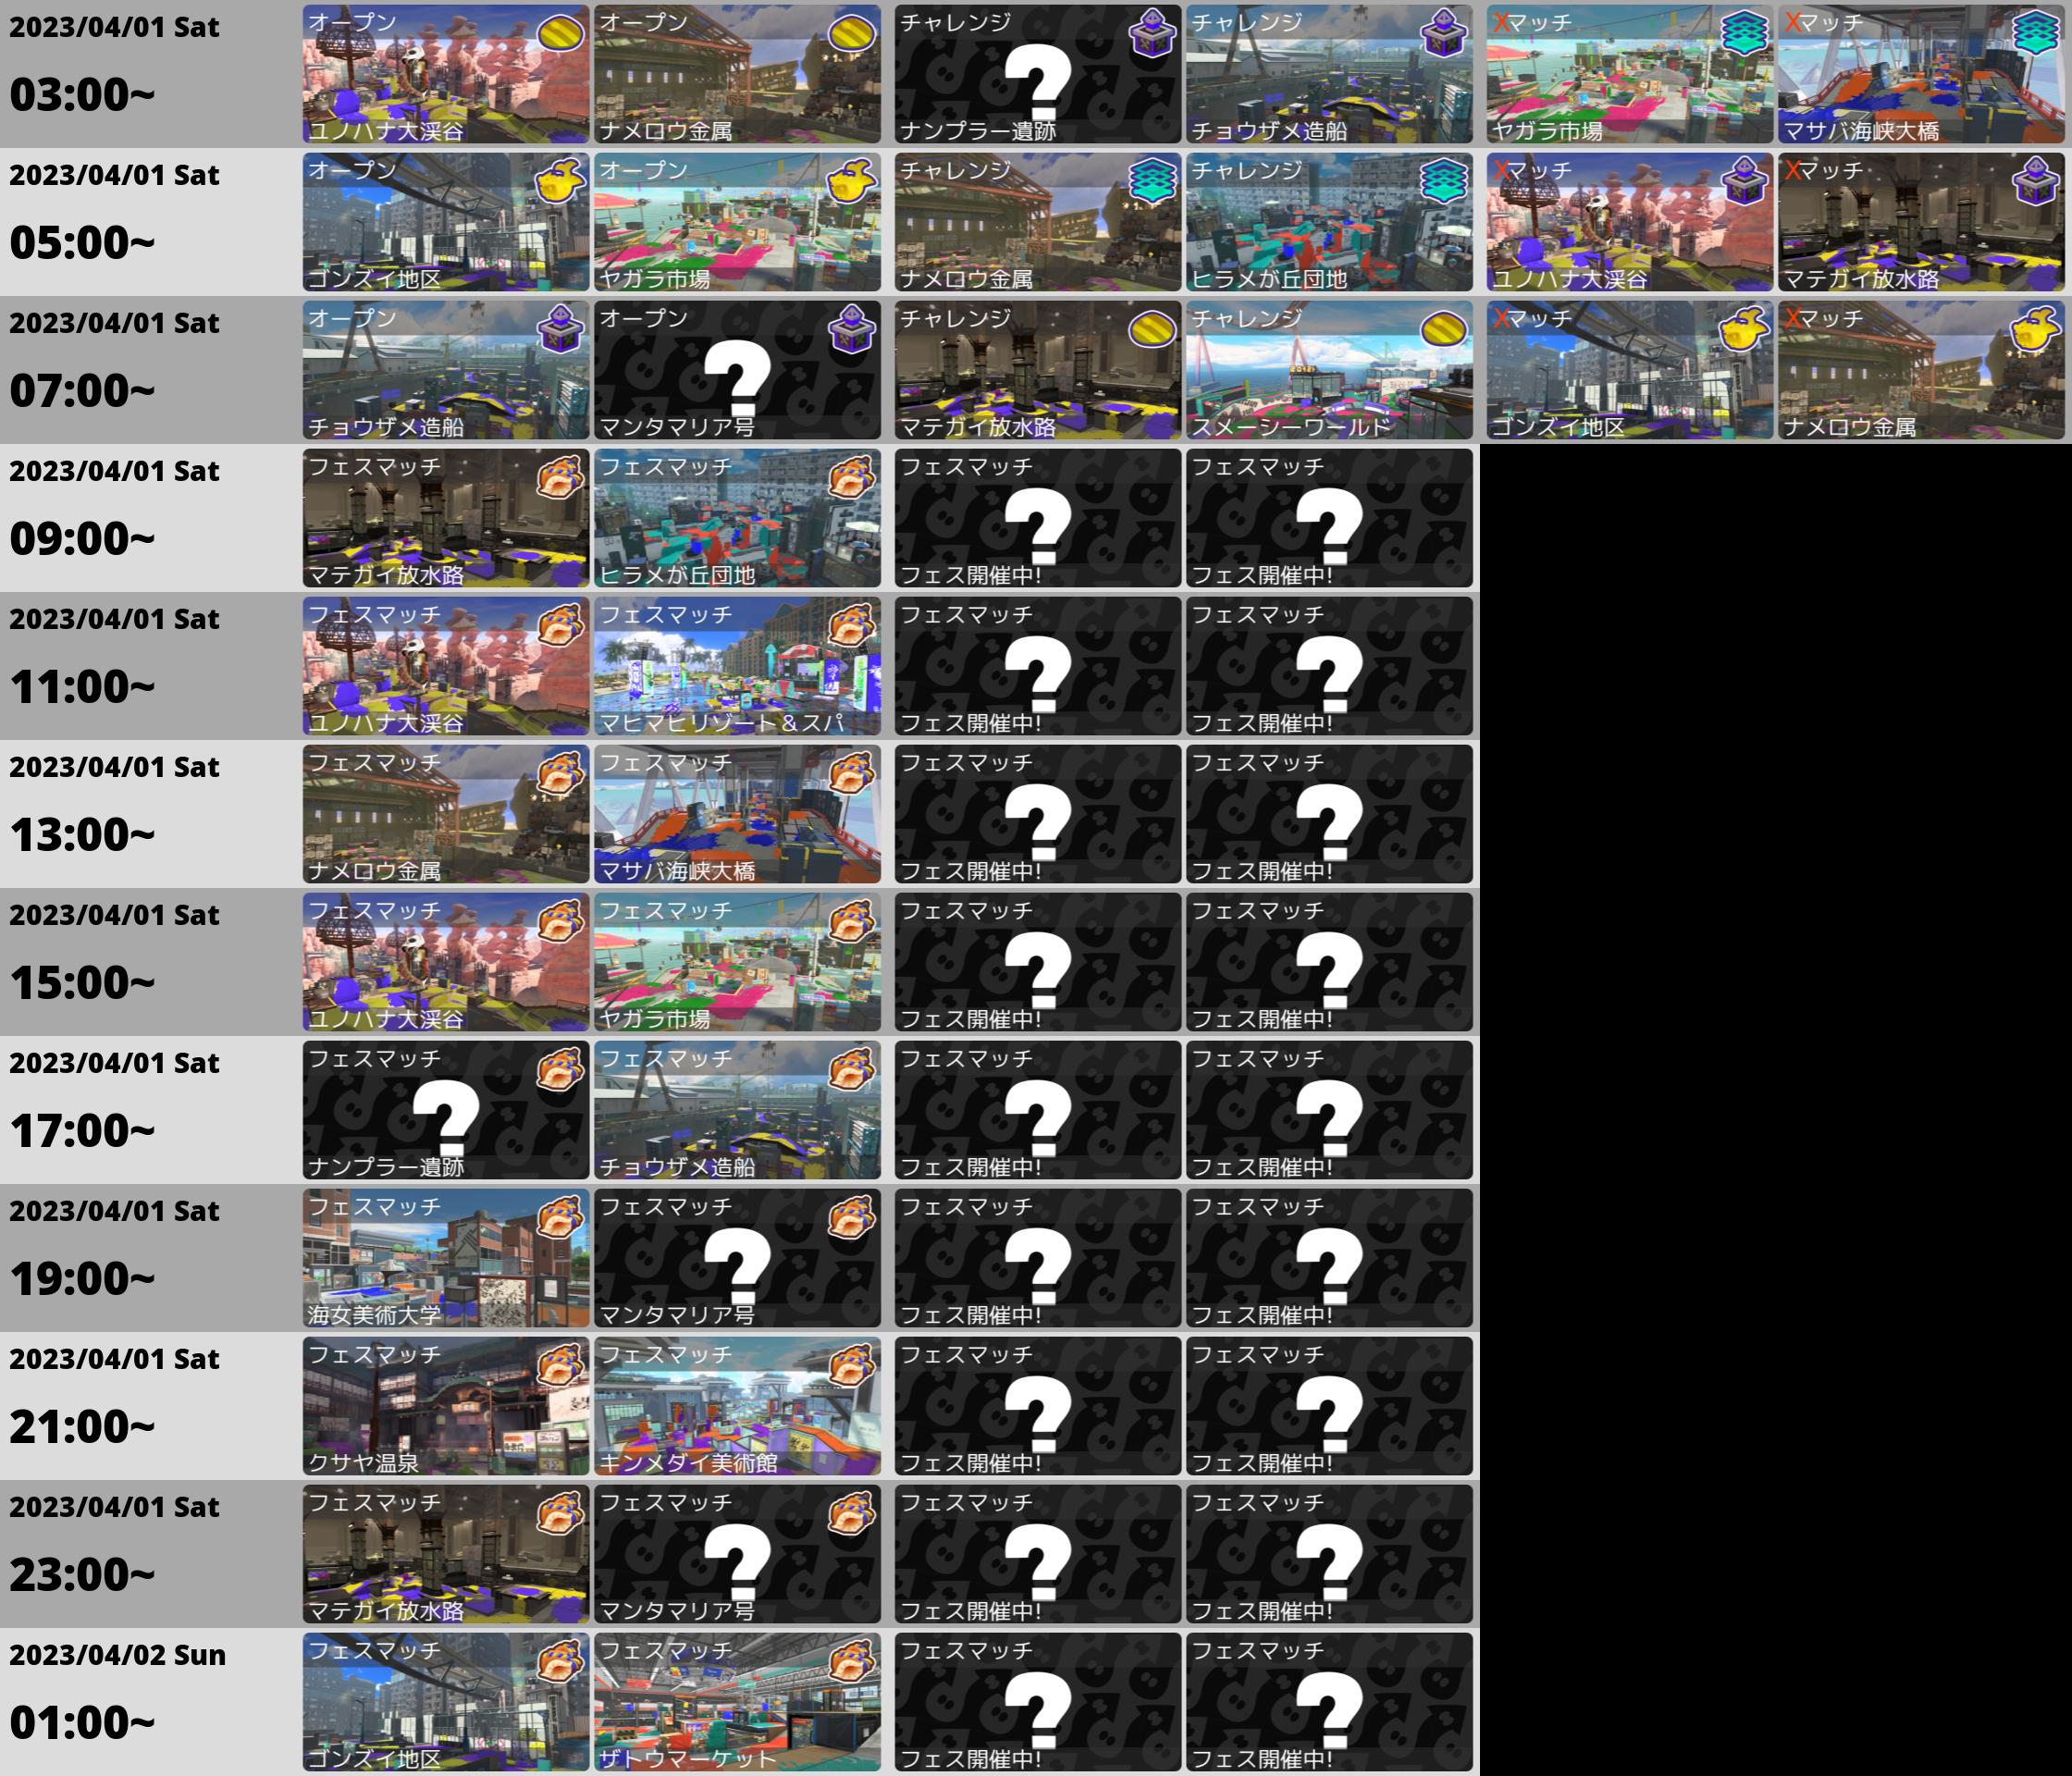 2023/04/01 Sat
03:00~
オープン
ユノハナ大渓谷
オープン
ナメロウ金属
チャレンジ
ナンプラー遺跡
チャレンジ
チョウザメ造船
Xマッチ
ヤガラ市場
Xマッチ
マサバ海峡大橋
2023/04/01 Sat
05:00~
オープン
ゴンズイ地区
オープン
ヤガラ市場
チャレンジ
ナメロウ金属
チャレンジ
ヒラメが丘団地
Xマッチ
ユノハナ大渓谷
Xマッチ
マテガイ放水路
2023/04/01 Sat
07:00~
オープン
チョウザメ造船
オープン
マンタマリア号
チャレンジ
マテガイ放水路
チャレンジ
スメーシーワールド
Xマッチ
ゴンズイ地区
Xマッチ
ナメロウ金属
2023/04/01 Sat
09:00~
フェスマッチ
マテガイ放水路
フェスマッチ
ヒラメが丘団地
フェスマッチ
フェス開催中!
フェスマッチ
フェス開催中!
2023/04/01 Sat
11:00~
フェスマッチ
ユノハナ大渓谷
フェスマッチ
マヒマヒリゾート＆スパ
フェスマッチ
フェス開催中!
フェスマッチ
フェス開催中!
2023/04/01 Sat
13:00~
フェスマッチ
ナメロウ金属
フェスマッチ
マサバ海峡大橋
フェスマッチ
フェス開催中!
フェスマッチ
フェス開催中!
2023/04/01 Sat
15:00~
フェスマッチ
ユノハナ大渓谷
フェスマッチ
ヤガラ市場
フェスマッチ
フェス開催中!
フェスマッチ
フェス開催中!
2023/04/01 Sat
17:00~
フェスマッチ
ナンプラー遺跡
フェスマッチ
チョウザメ造船
フェスマッチ
フェス開催中!
フェスマッチ
フェス開催中!
2023/04/01 Sat
19:00~
フェスマッチ
海女美術大学
フェスマッチ
マンタマリア号
フェスマッチ
フェス開催中!
フェスマッチ
フェス開催中!
2023/04/01 Sat
21:00~
フェスマッチ
クサヤ温泉
フェスマッチ
キンメダイ美術館
フェスマッチ
フェス開催中!
フェスマッチ
フェス開催中!
2023/04/01 Sat
23:00~
フェスマッチ
マテガイ放水路
フェスマッチ
マンタマリア号
フェスマッチ
フェス開催中!
フェスマッチ
フェス開催中!
2023/04/02 Sun
01:00~
フェスマッチ
ゴンズイ地区
フェスマッチ
ザトウマーケット
フェスマッチ
フェス開催中!
フェスマッチ
フェス開催中!